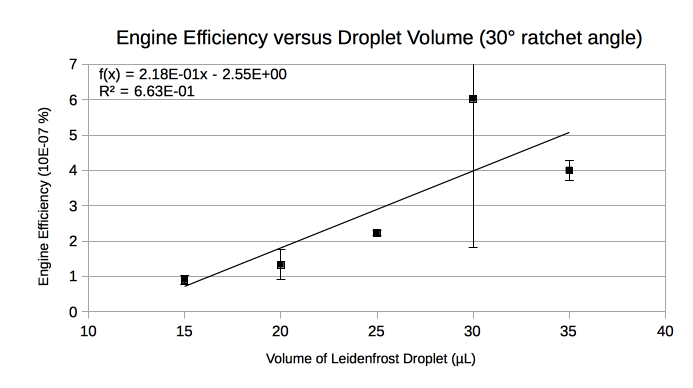 Engine Efficiency versus Droplet Volume (30° ratchet angle)
f(x) = 2.18E-01x - 2.55E+00
R² = 6.63E-01
7
6
5
4
3
2
1
0
Engine Efficiency (10E-07 %)
10 15 20 25 30 35 40
Volume of Leidenfrost Droplet (µL)